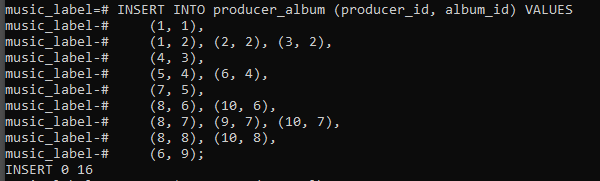 music_label=# INSERT INTO producer_album (producer_id, album_id) VALUES
music_label-#     (1, 1),
music_label-#     (1, 2), (2, 2), (3, 2),
music_label-#     (4, 3),
music_label-#     (5, 4), (6, 4),
music_label-#     (7, 5),
music_label-#     (8, 6), (10, 6),
music_label-#     (8, 7), (9, 7), (10, 7),
music_label-#     (8, 8), (10, 8),
music_label-#     (6, 9);
INSERT 0 16